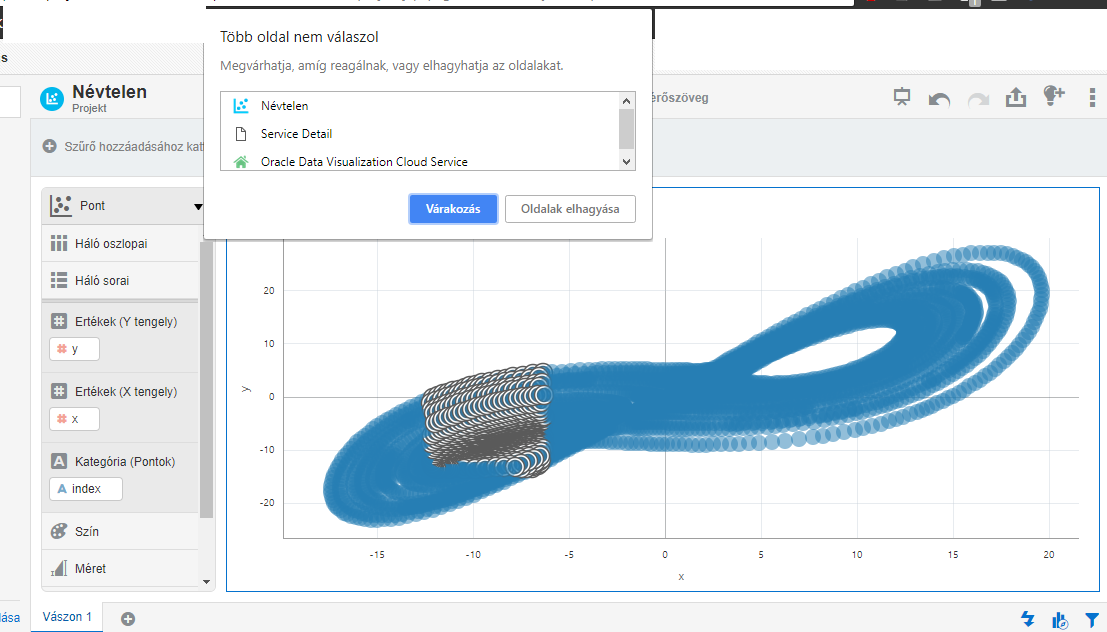 Több oldal nem válaszol
Megvárhatja, amíg reagálnak, vagy elhagyhatja az oldalakat.
Névtelen
Service Detail
Oracle Data Visualization Cloud Service
Várakozás
Oldalak elhagyása
s
Névtelen
Projekt
érőszöveg
Szűrő hozzáadásához kat
Pont
Háló oszlopai
Háló sorai
Értékek (Y tengely)
# y
Értékek (X tengely)
# x
A Kategória (Pontok)
A index
Szín
Méret
20
10
0
-10
-20
y
-15 -10 -5 0 5 10 15 20
x
lása
Vászon 1